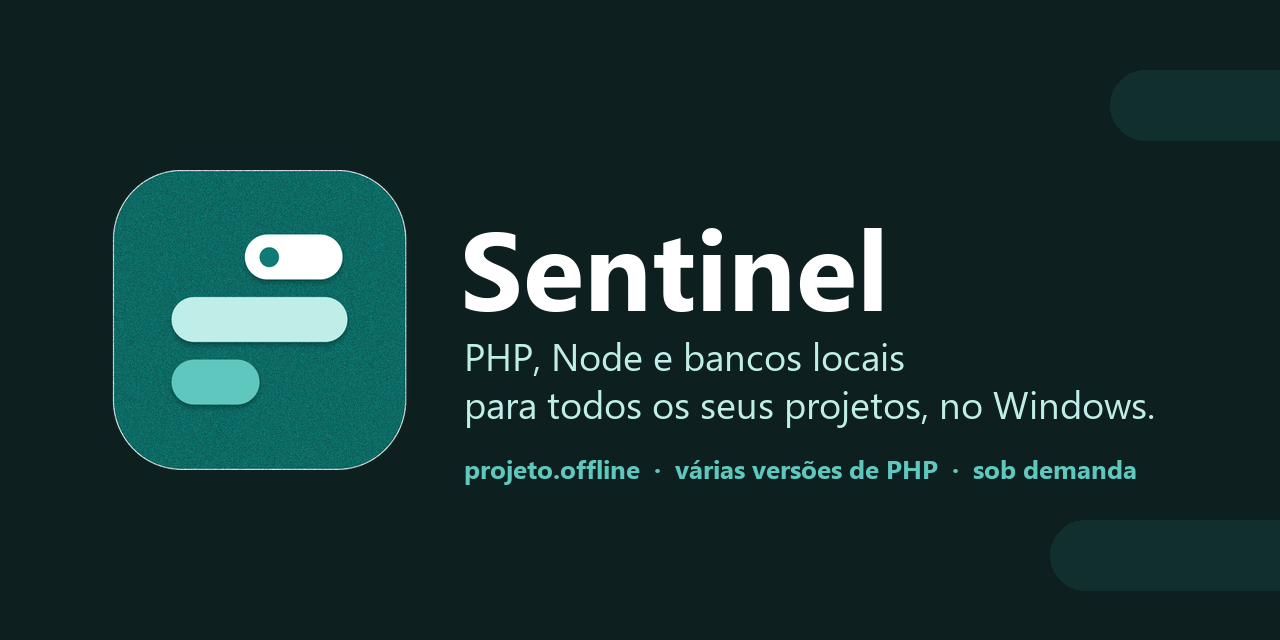 Sentinel
PHP, Node e bancos locais
para todos os seus projetos, no Windows.
projeto.offline · várias versões de PHP · sob demanda